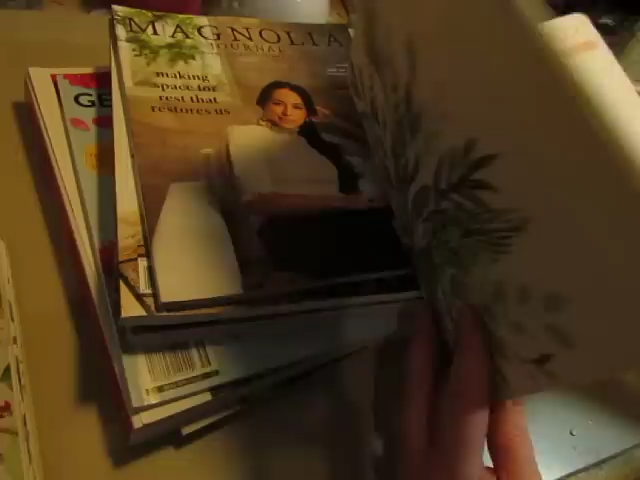 MAGNOLIA
JOURNAL
making
space for
rest that
restores us
GE